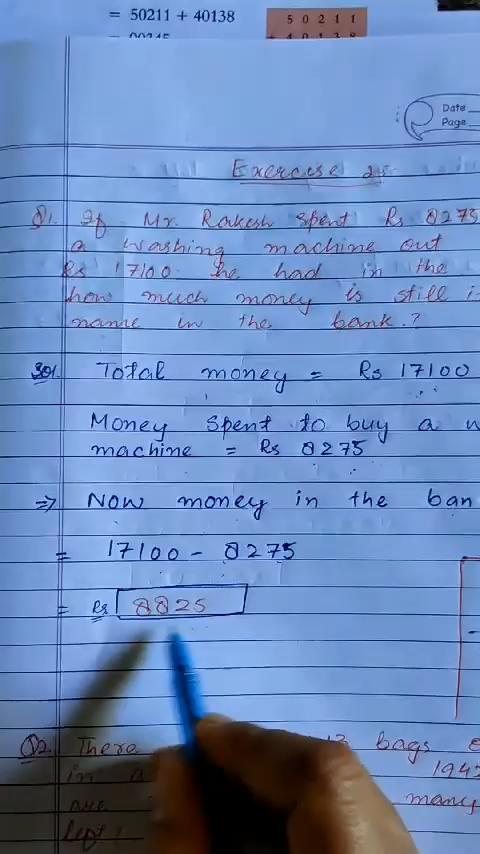 = 50211 + 40138
5 0 2 1 1
Date
Page
Exercise 2.
Q1. If Mr. Rakesh spent Rs 8275
a washing machine out
Rs 17100 he had in the
how much money is still
name in the bank.?
Sol. Total money = Rs 17100
Money spent to buy a
machine = Rs 8275
⇒ Now money in the
= 17100 - 8275
= Rs 8825
Q2. There bags
in a 194
are many
left